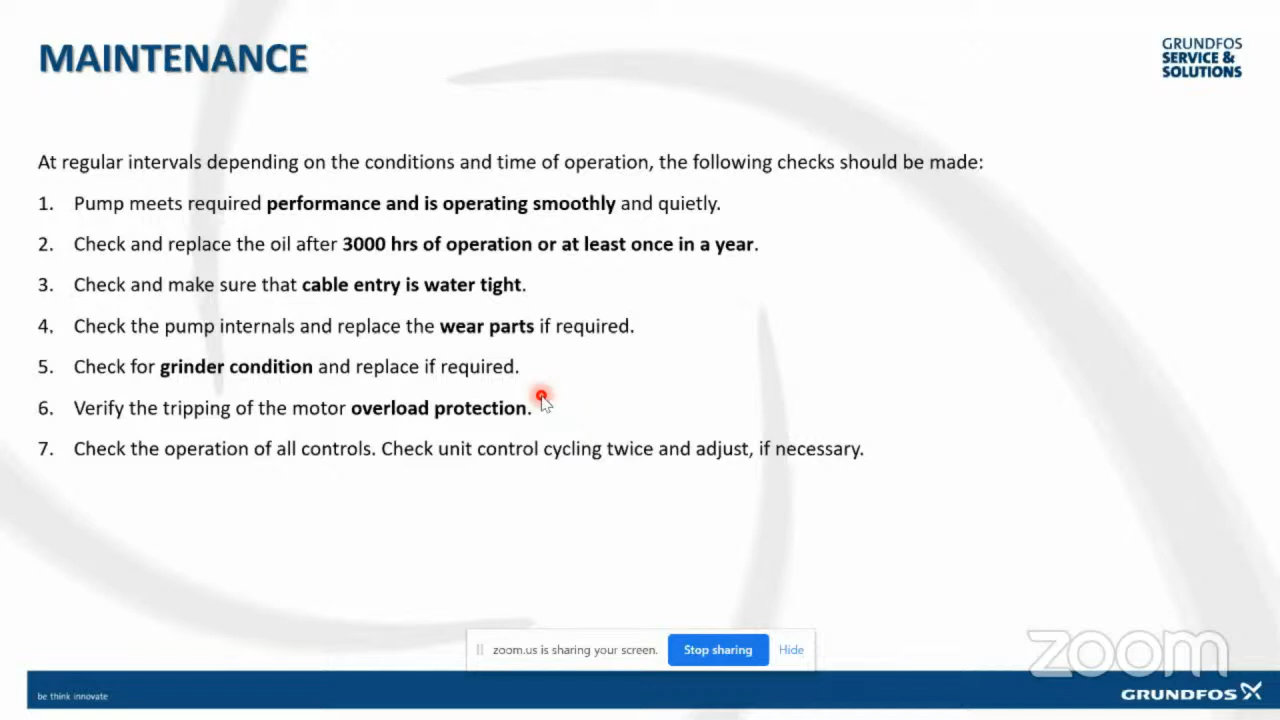 MAINTENANCE
GRUNDFOS
SERVICE &
SOLUTIONS
At regular intervals depending on the conditions and time of operation, the following checks should be made:
1. Pump meets required performance and is operating smoothly and quietly.
2. Check and replace the oil after 3000 hrs of operation or at least once in a year.
3. Check and make sure that cable entry is water tight.
4. Check the pump internals and replace the wear parts if required.
5. Check for grinder condition and replace if required.
6. Verify the tripping of the motor overload protection.
7. Check the operation of all controls. Check unit control cycling twice and adjust, if necessary.
zoom.us is sharing your screen. Stop sharing Hide
zoom
be think innovate
GRUNDFOS